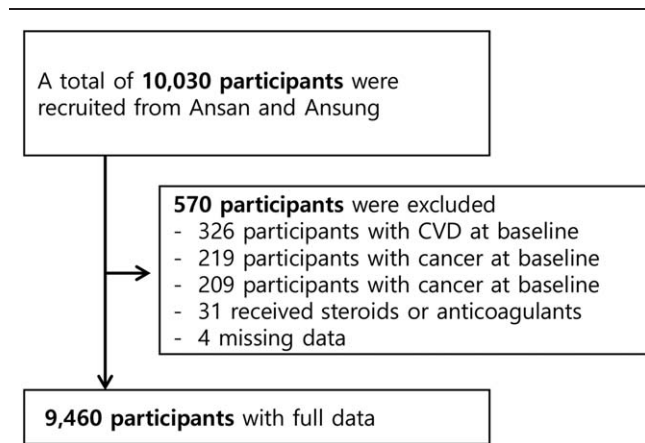 A total of 10,030 participants were
recruited from Ansan and Ansung
570 participants were excluded
- 326 participants with CVD at baseline
- 219 participants with cancer at baseline
- 209 participants with cancer at baseline
- 31 received steroids or anticoagulants
- 4 missing data
9,460 participants with full data